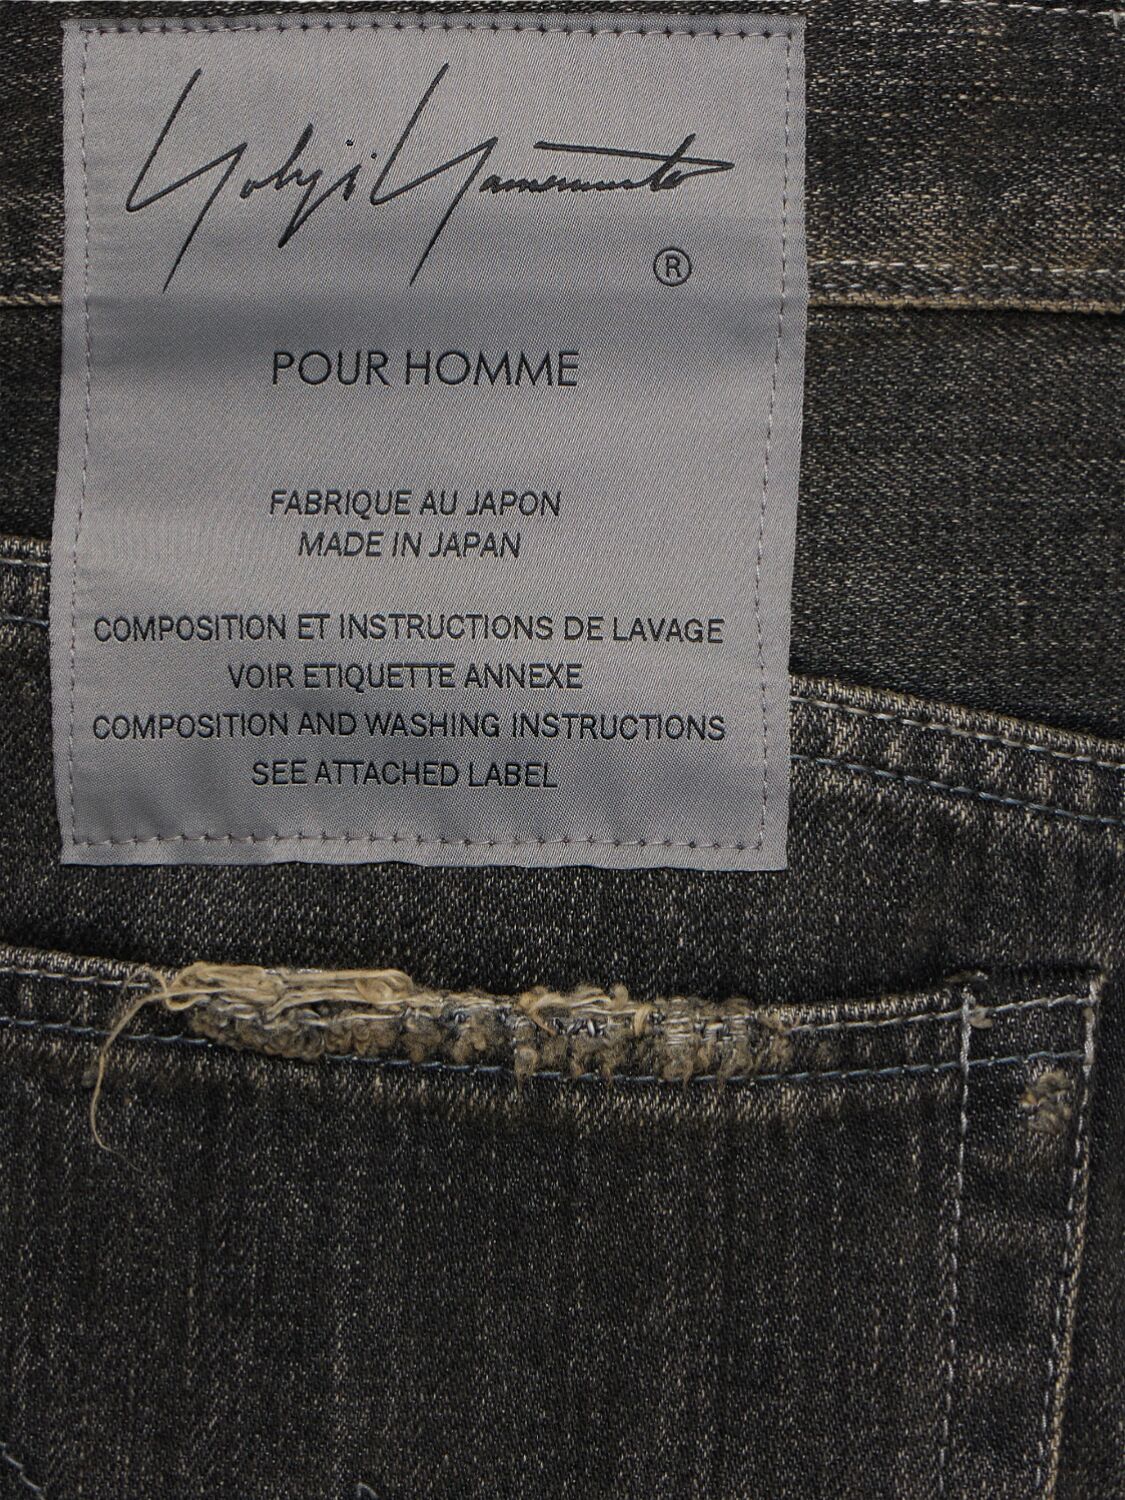 Yohji Yamamoto
®
POUR HOMME
FABRIQUE AU JAPON
MADE IN JAPAN
COMPOSITION ET INSTRUCTIONS DE LAVAGE
VOIR ETIQUETTE ANNEXE
COMPOSITION AND WASHING INSTRUCTIONS
SEE ATTACHED LABEL